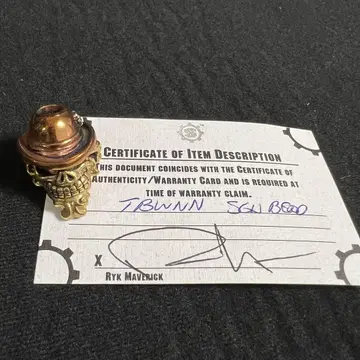 CERTIFICATE OF ITEM DESCRIPTION
THIS DOCUMENT COINCIDES WITH THE CERTIFICATE OF
AUTHENTICITY/WARRANTY CARD AND IS REQUIRED AT
TIME OF WARRANTY CLAIM.
TBWNN SGW BEAD
X
RYK MAVERICK